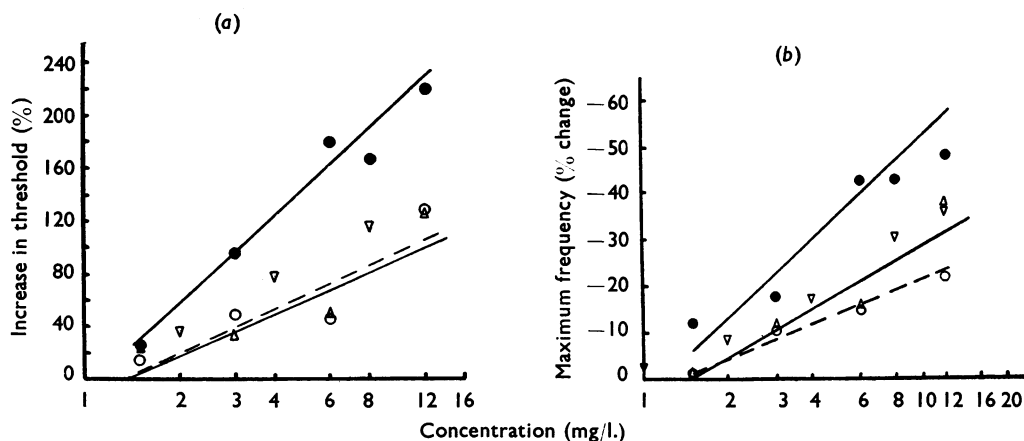 (a)
Increase in threshold (%)
240
200
160
120
80
40
0
1 2 3 4 6 8 12 16
(b)
Maximum frequency (% change)
−60
−50
−40
−30
−20
−10
0
1 2 3 4 6 8 10 12 16 20
Concentration (mg/l.)